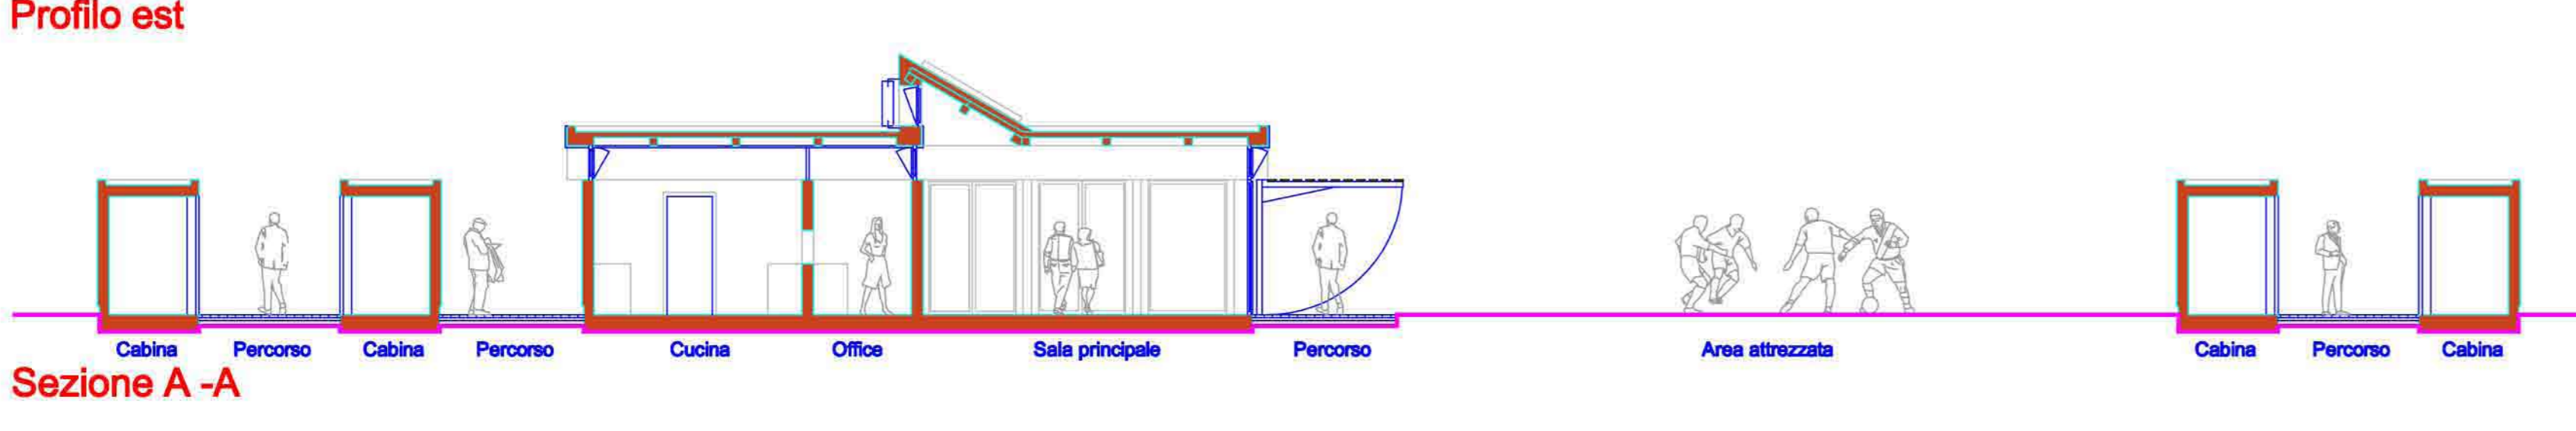 Profilo est
Cabina Percorso Cabina Percorso Cucina Office Sala principale Percorso Area attrezzata Cabina Percorso Cabina
Sezione A -A